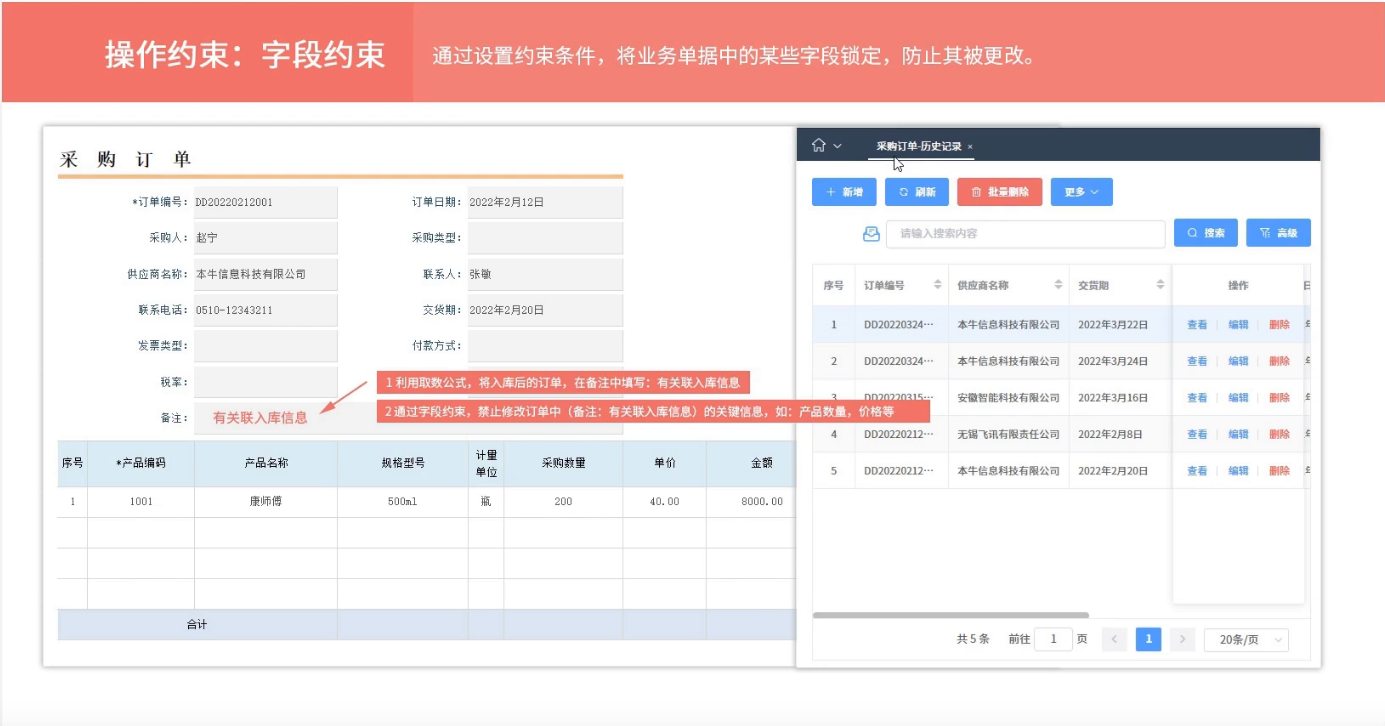 操作约束：字段约束
通过设置约束条件，将业务单据中的某些字段锁定，防止其被更改。
采 购 订 单
*订单编号: DD20220212001 订单日期: 2022年2月12日
采购人: 赵宁 采购类型:
供应商名称: 本牛信息科技有限公司 联系人: 张敏
联系电话: 0510-12343211 交货期: 2022年2月20日
发票类型: 付款方式:
税率:
1 利用取数公式，将入库后的订单，在备注中填写：有关联入库信息
备注: 有关联入库信息
2 通过字段约束，禁止修改订单中（备注：有关联入库信息）的关键信息，如：产品数量，价格等
序号 *产品编码 产品名称 规格型号 计量单位 采购数量 单价 金额
1 1001 康师傅 500ml 瓶 200 40.00 8000.00
合计
采购订单-历史记录 ×
+ 新增 刷新 批量删除 更多
请输入搜索内容 搜索 高级
序号 订单编号 供应商名称 交货期 操作
1 DD20220324··· 本牛信息科技有限公司 2022年3月22日 查看 编辑 删除
2 DD20220324··· 本牛信息科技有限公司 2022年3月24日 查看 编辑 删除
3 DD20220315··· 安徽智能科技有限公司 2022年3月16日 查看 编辑 删除
4 DD20220212··· 无锡飞讯有限责任公司 2022年2月8日 查看 编辑 删除
5 DD20220212··· 本牛信息科技有限公司 2022年2月20日 查看 编辑 删除
共 5 条 前往 1 页 < 1 > 20条/页